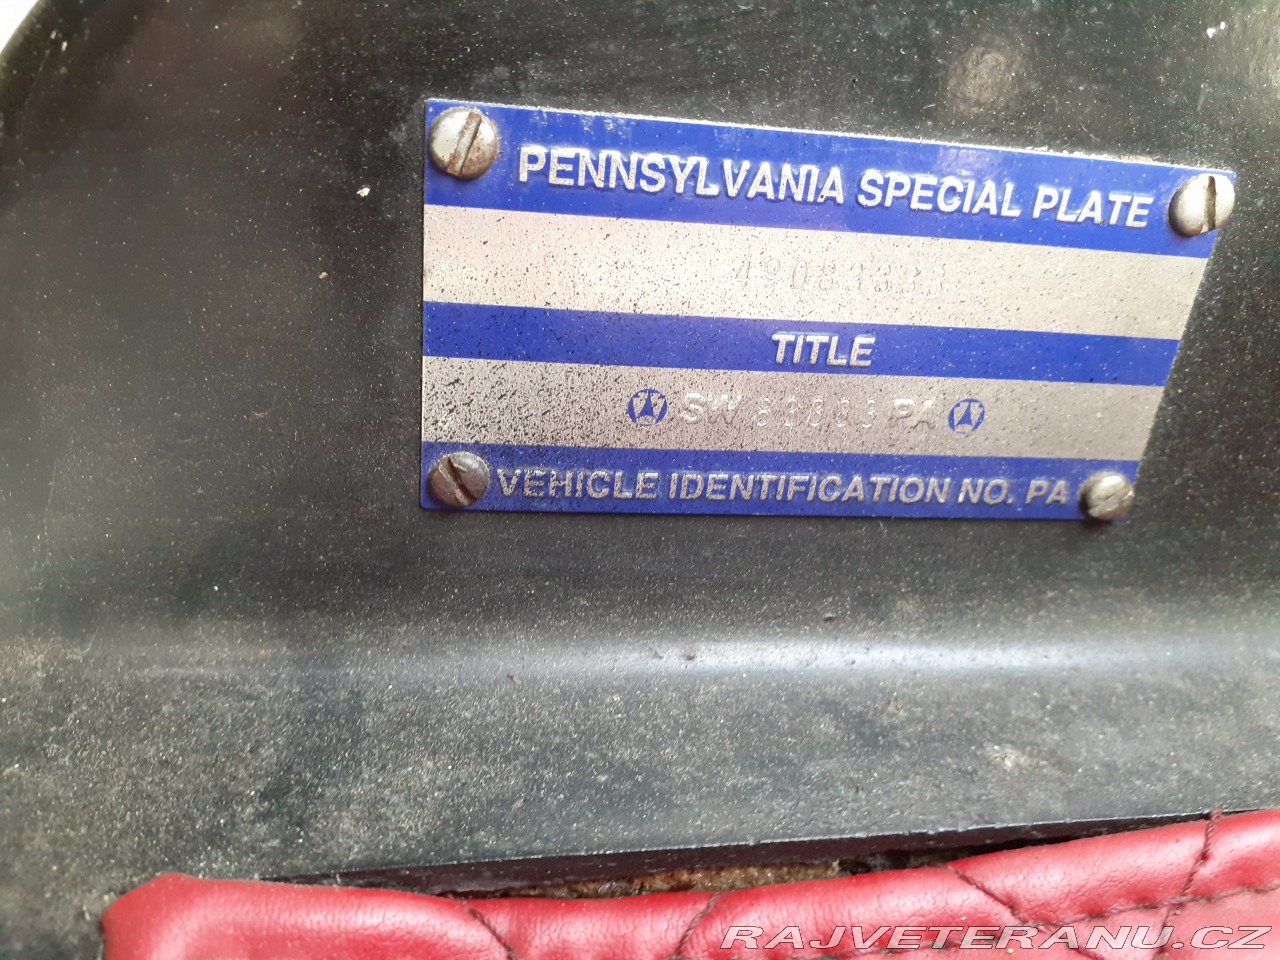 PENNSYLVANIA SPECIAL PLATE
TITLE
VEHICLE IDENTIFICATION NO. PA
RAJVETERANU.CZ